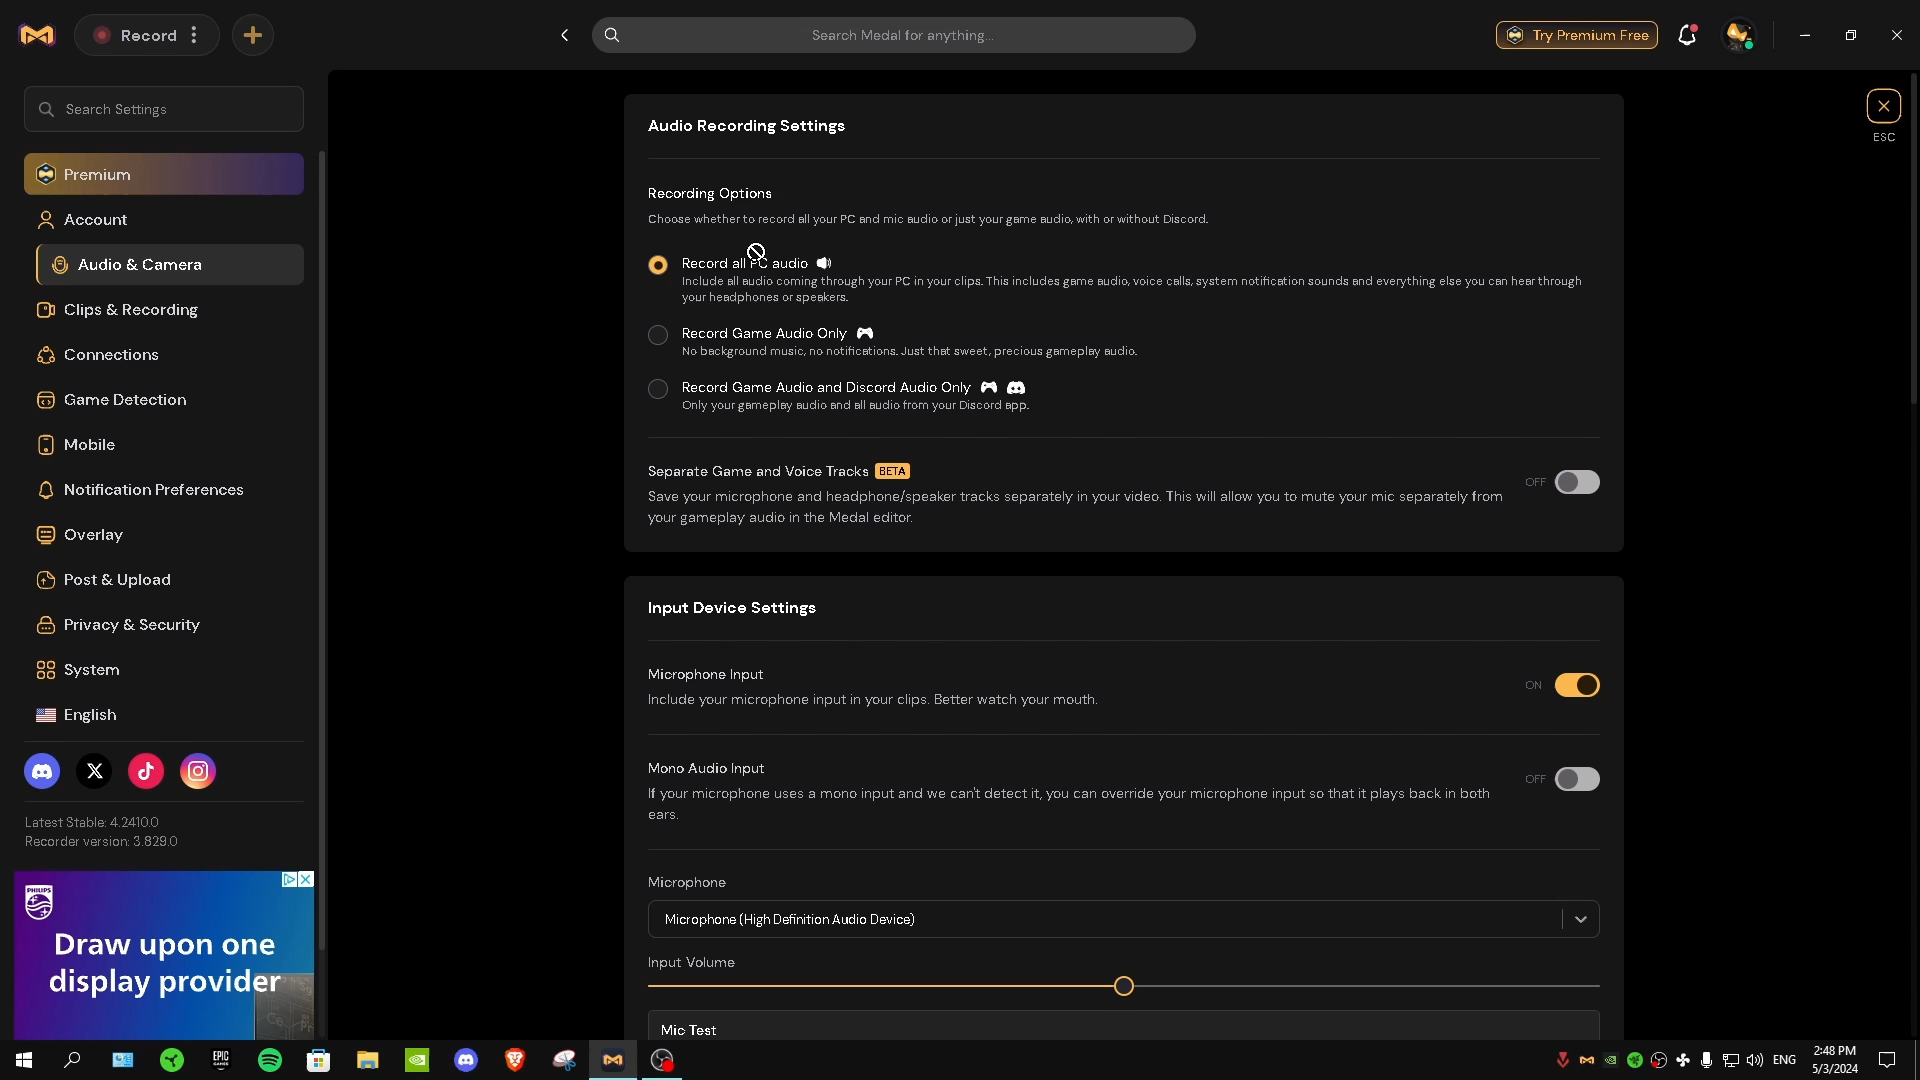 Record
Search Medal for anything...
Try Premium Free
Search Settings
Premium
Account
Audio & Camera
Clips & Recording
Connections
Game Detection
Mobile
Notification Preferences
Overlay
Post & Upload
Privacy & Security
System
English
Latest Stable: 4.2410.0
Recorder version: 3.829.0
PHILIPS
Draw upon one
display provider
Audio Recording Settings
ESC
Recording Options
Choose whether to record all your PC and mic audio or just your game audio, with or without Discord.
Record all PC audio
Include all audio coming through your PC in your clips. This includes game audio, voice calls, system notification sounds and everything else you can hear through
your headphones or speakers.
Record Game Audio Only
No background music, no notifications. Just that sweet, precious gameplay audio.
Record Game Audio and Discord Audio Only
Only your gameplay audio and all audio from your Discord app.
Separate Game and Voice Tracks BETA
Save your microphone and headphone/speaker tracks separately in your video. This will allow you to mute your mic separately from
your gameplay audio in the Medal editor.
OFF
Input Device Settings
Microphone Input
Include your microphone input in your clips. Better watch your mouth.
ON
Mono Audio Input
If your microphone uses a mono input and we can't detect it, you can override your microphone input so that it plays back in both
ears.
OFF
Microphone
Microphone (High Definition Audio Device)
Input Volume
Mic Test
EPIC
GAMES
ENG
2:48 PM
5/3/2024